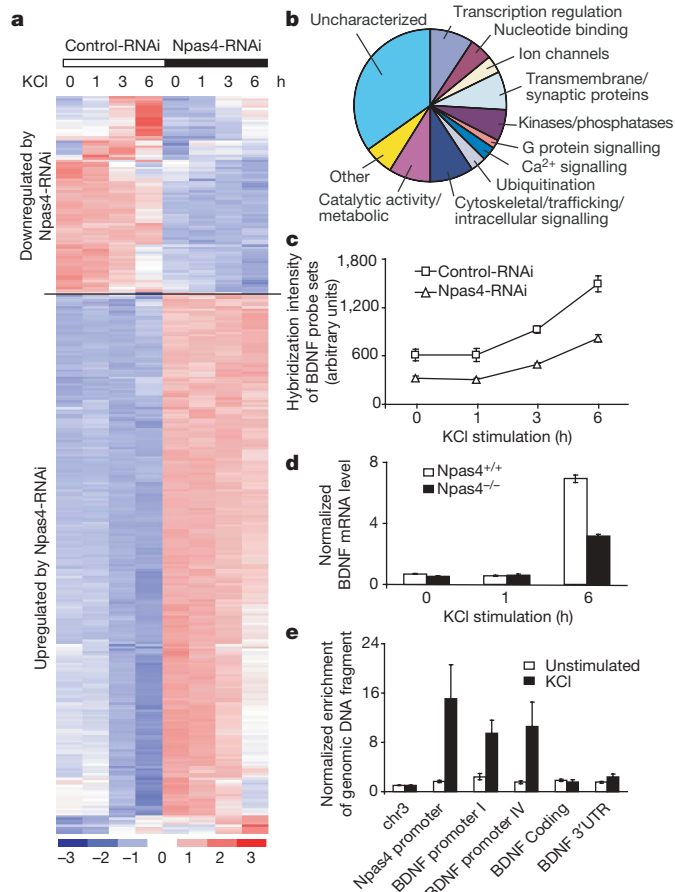 a
Control-RNAi Npas4-RNAi
KCl 0 1 3 6 0 1 3 6 h
Downregulated by
Npas4-RNAi
Upregulated by Npas4-RNAi
−3 −2 −1 0 1 2 3
b
Uncharacterized
Transcription regulation
Nucleotide binding
Ion channels
Transmembrane/
synaptic proteins
Kinases/phosphatases
G protein signalling
Ca²⁺ signalling
Ubiquitination
Cytoskeletal/trafficking/
intracellular signalling
Catalytic activity/
metabolic
Other
c
Hybridization intensity
of BDNF probe sets
(arbitrary units)
1,800
1,200
600
0
Control-RNAi
Npas4-RNAi
0 1 3 6
KCl stimulation (h)
d
Normalized
BDNF mRNA level
8
4
0
Npas4⁺/⁺
Npas4⁻/⁻
0 1 6
KCl stimulation (h)
e
Normalized enrichment
of genomic DNA fragment
24
16
8
0
Unstimulated
KCl
chr3
Npas4 promoter
BDNF promoter I
BDNF promoter IV
BDNF Coding
BDNF 3′UTR